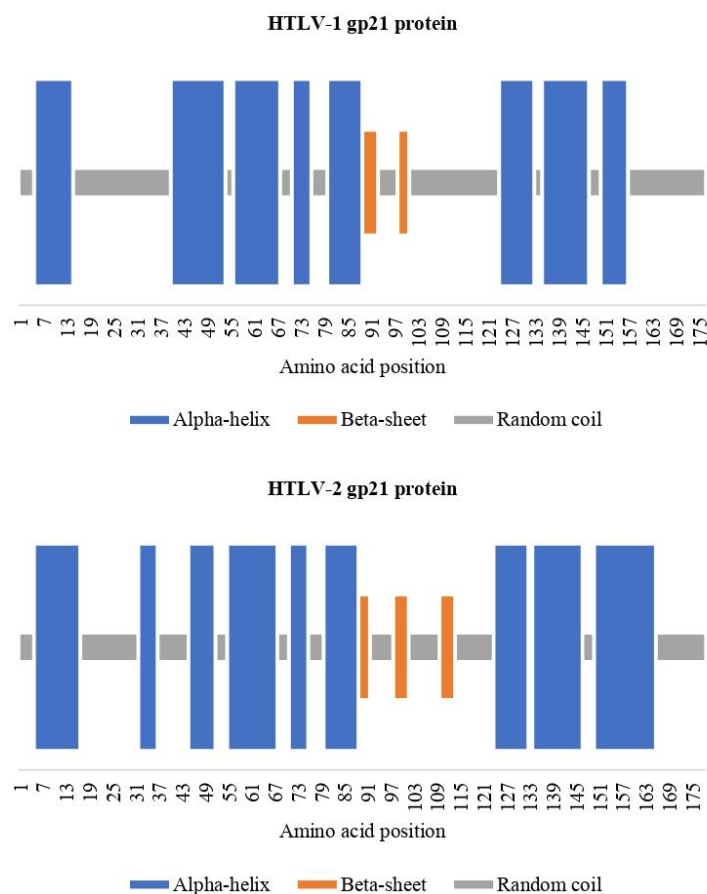 HTLV-1 gp21 protein
1 7 13 19 25 31 37 43 49 55 61 67 73 79 85 91 97 103 109 115 121 127 133 139 145 151 157 163 169 175
Amino acid position
Alpha-helix Beta-sheet Random coil
HTLV-2 gp21 protein
1 7 13 19 25 31 37 43 49 55 61 67 73 79 85 91 97 103 109 115 121 127 133 139 145 151 157 163 169 175
Amino acid position
Alpha-helix Beta-sheet Random coil